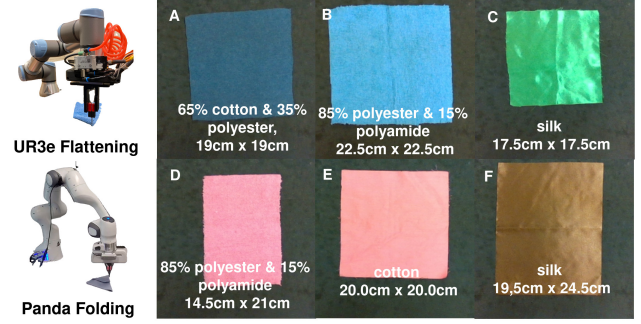 A
65% cotton & 35%
polyester,
19cm x 19cm
B
85% polyester & 15%
polyamide
22.5cm x 22.5cm
C
silk
17.5cm x 17.5cm
UR3e Flattening
D
85% polyester & 15%
polyamide
14.5cm x 21cm
E
cotton
20.0cm x 20.0cm
F
silk
19,5cm x 24.5cm
Panda Folding